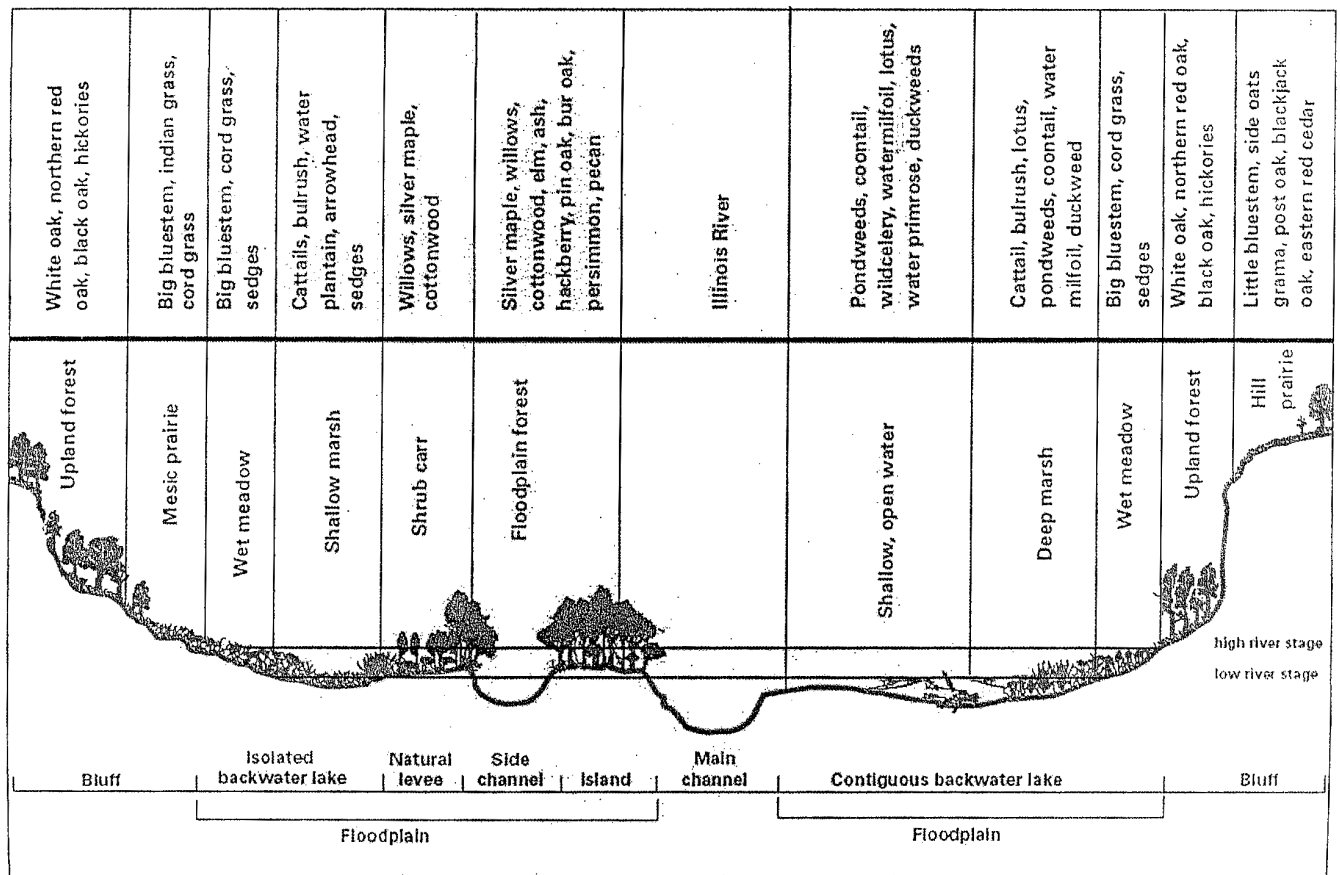 White oak, northern red
oak, black oak, hickories
Big bluestem, indian grass,
cord grass
Big bluestem, cord grass,
sedges
Cattails, bulrush, water
plantain, arrowhead,
sedges
Willows, silver maple,
cottonwood
Silver maple, willows,
cottonwood, elm, ash,
hackberry, pin oak, bur oak,
persimmon, pecan
Illinois River
Pondweeds, contail,
wildcelery, watermilfoil, lotus,
water primrose, duckweeds
Cattail, bulrush, lotus,
pondweeds, coontail, water
milfoil, duckweed
Big bluestem, cord grass,
sedges
White oak, northern red oak,
black oak, hickories
Little bluestem, side oats
grama, post oak, blackjack
oak, eastern red cedar
Upland forest
Mesic prairie
Wet meadow
Shallow marsh
Shrub carr
Floodplain forest
Shallow, open water
Deep marsh
Wet meadow
Upland forest
Hill
prairie
high river stage
low river stage
Bluff
Isolated
backwater lake
Natural
levee
Side
channel
Island
Main
channel
Contiguous backwater lake
Bluff
Floodplain
Floodplain